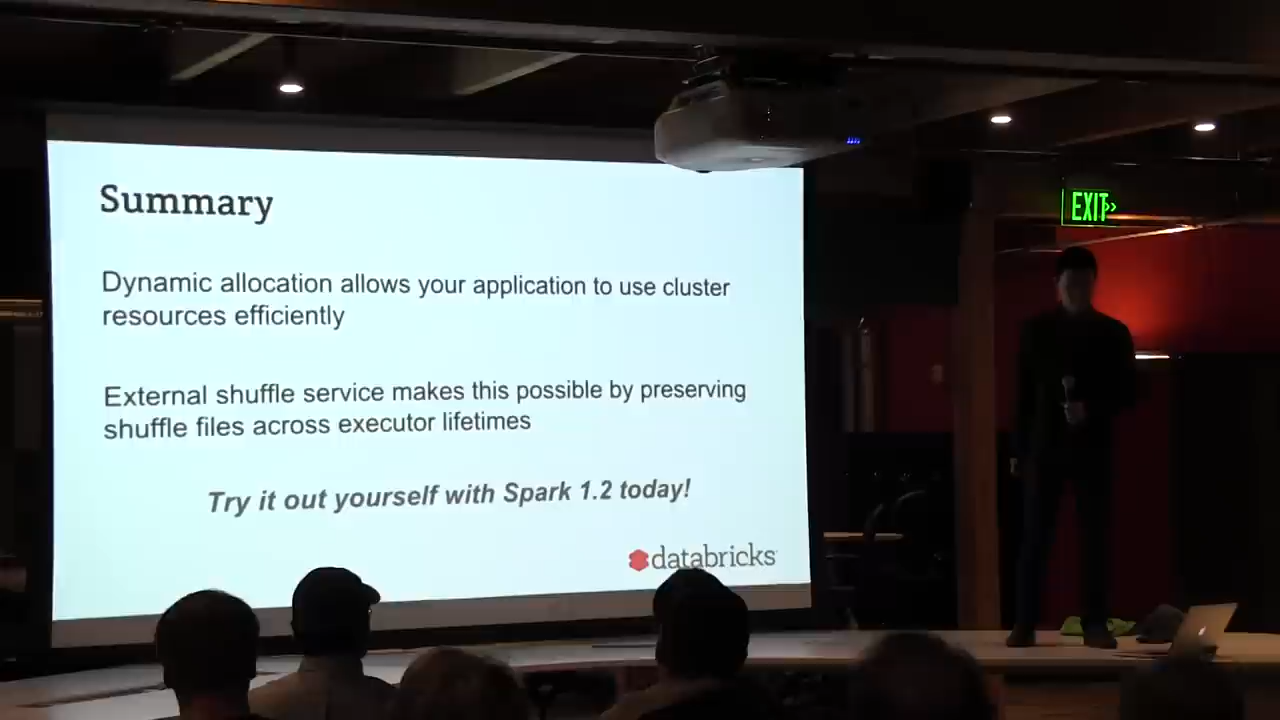 Summary
Dynamic allocation allows your application to use cluster
resources efficiently
External shuffle service makes this possible by preserving
shuffle files across executor lifetimes
Try it out yourself with Spark 1.2 today!
databricks
EXIT